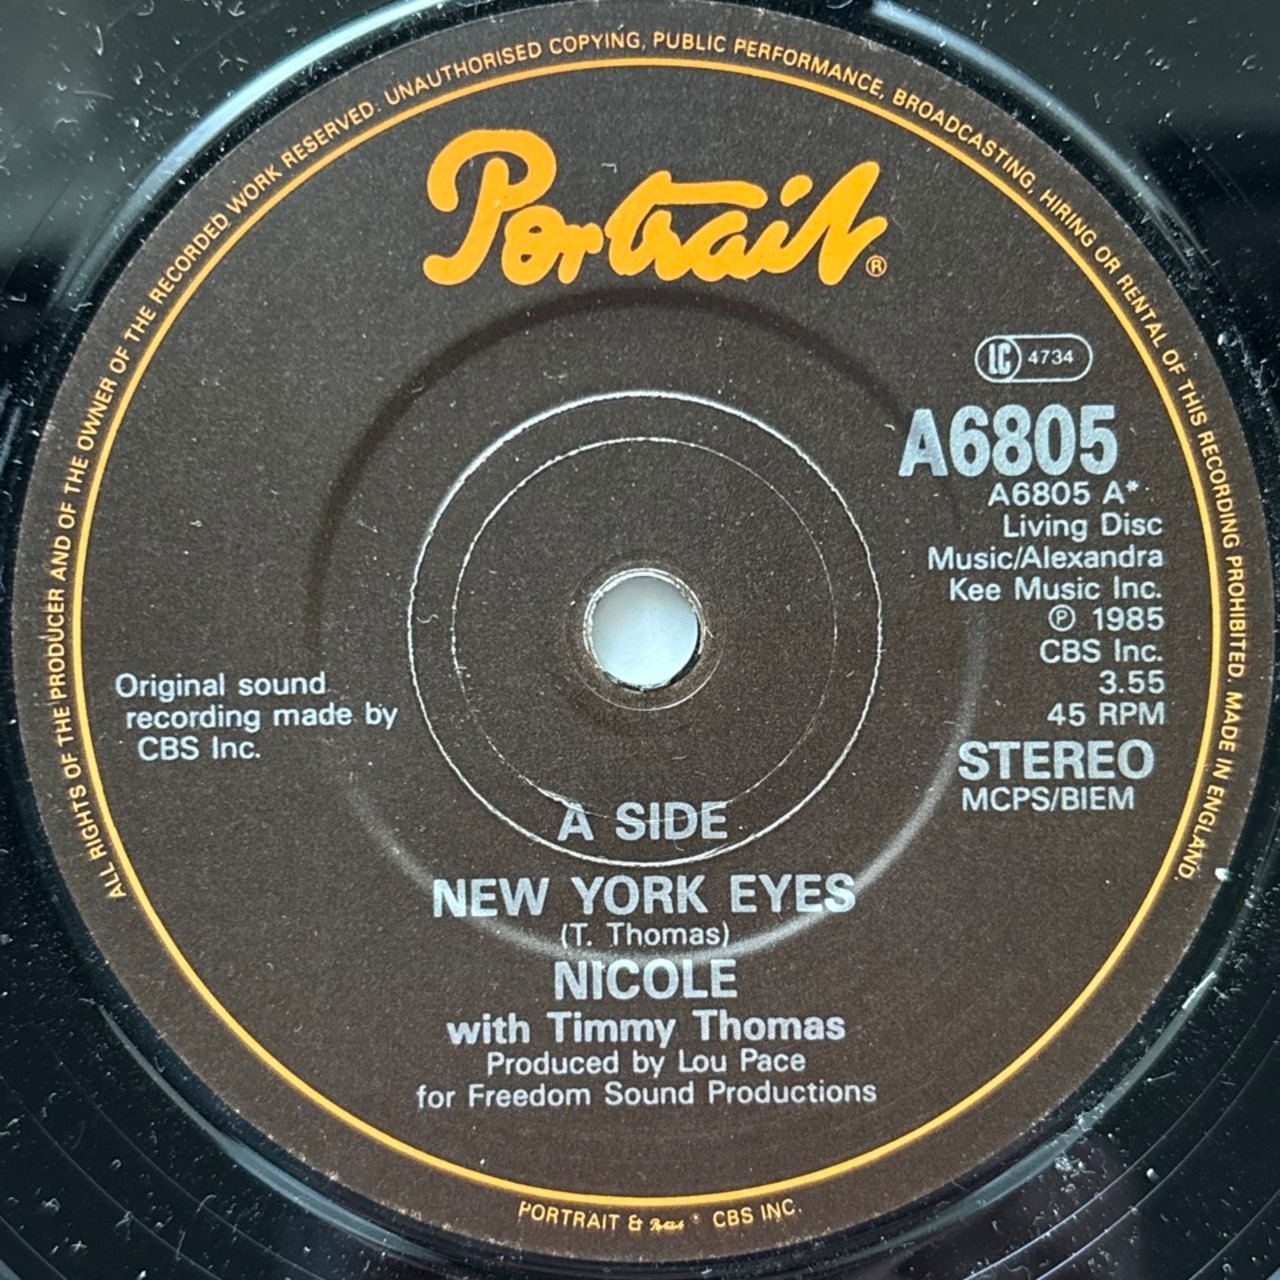 ALL RIGHTS OF THE PRODUCER AND OF THE OWNER OF THE RECORDED WORK RESERVED. UNAUTHORISED COPYING, PUBLIC PERFORMANCE, BROADCASTING, HIRING OR RENTAL OF THIS RECORDING PROHIBITED. MADE IN ENGLAND.
Portrait®
LC 4734
A6805
A6805 A*
Living Disc
Music/Alexandra
Kee Music Inc.
℗ 1985
CBS Inc.
3.55
45 RPM
STEREO
MCPS/BIEM
Original sound
recording made by
CBS Inc.
A SIDE
NEW YORK EYES
(T. Thomas)
NICOLE
with Timmy Thomas
Produced by Lou Pace
for Freedom Sound Productions
PORTRAIT & Portrait ® CBS INC.